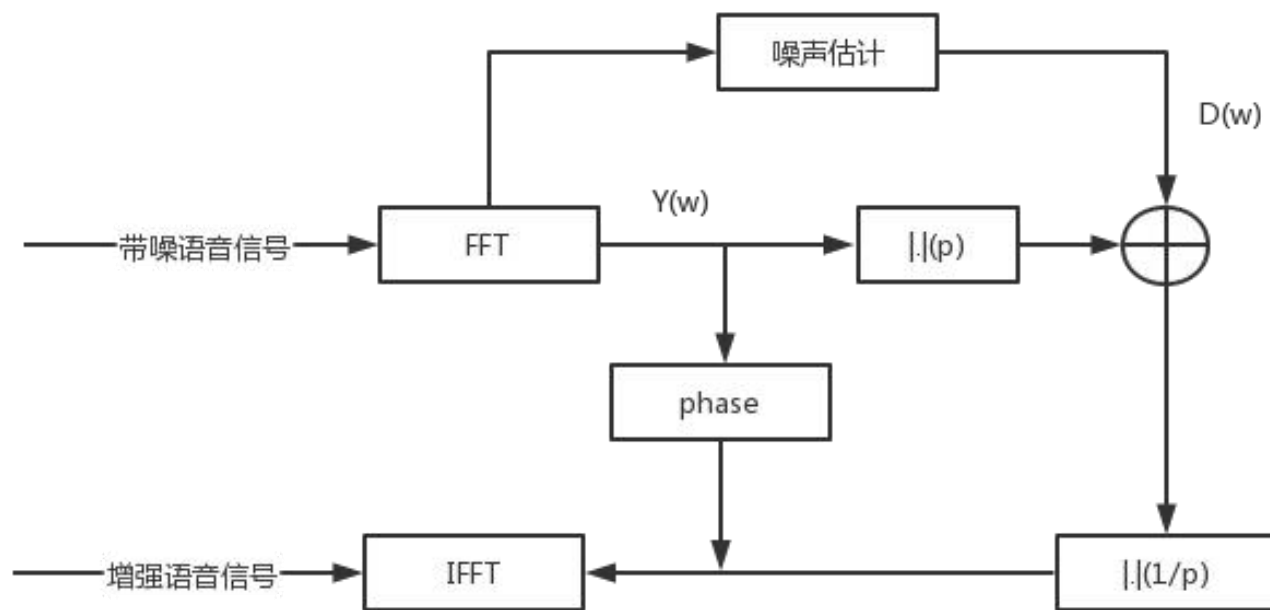 噪声估计
D(w)
Y(w)
带噪语音信号
FFT
|.|(p)
phase
增强语音信号
IFFT
|.|(1/p)